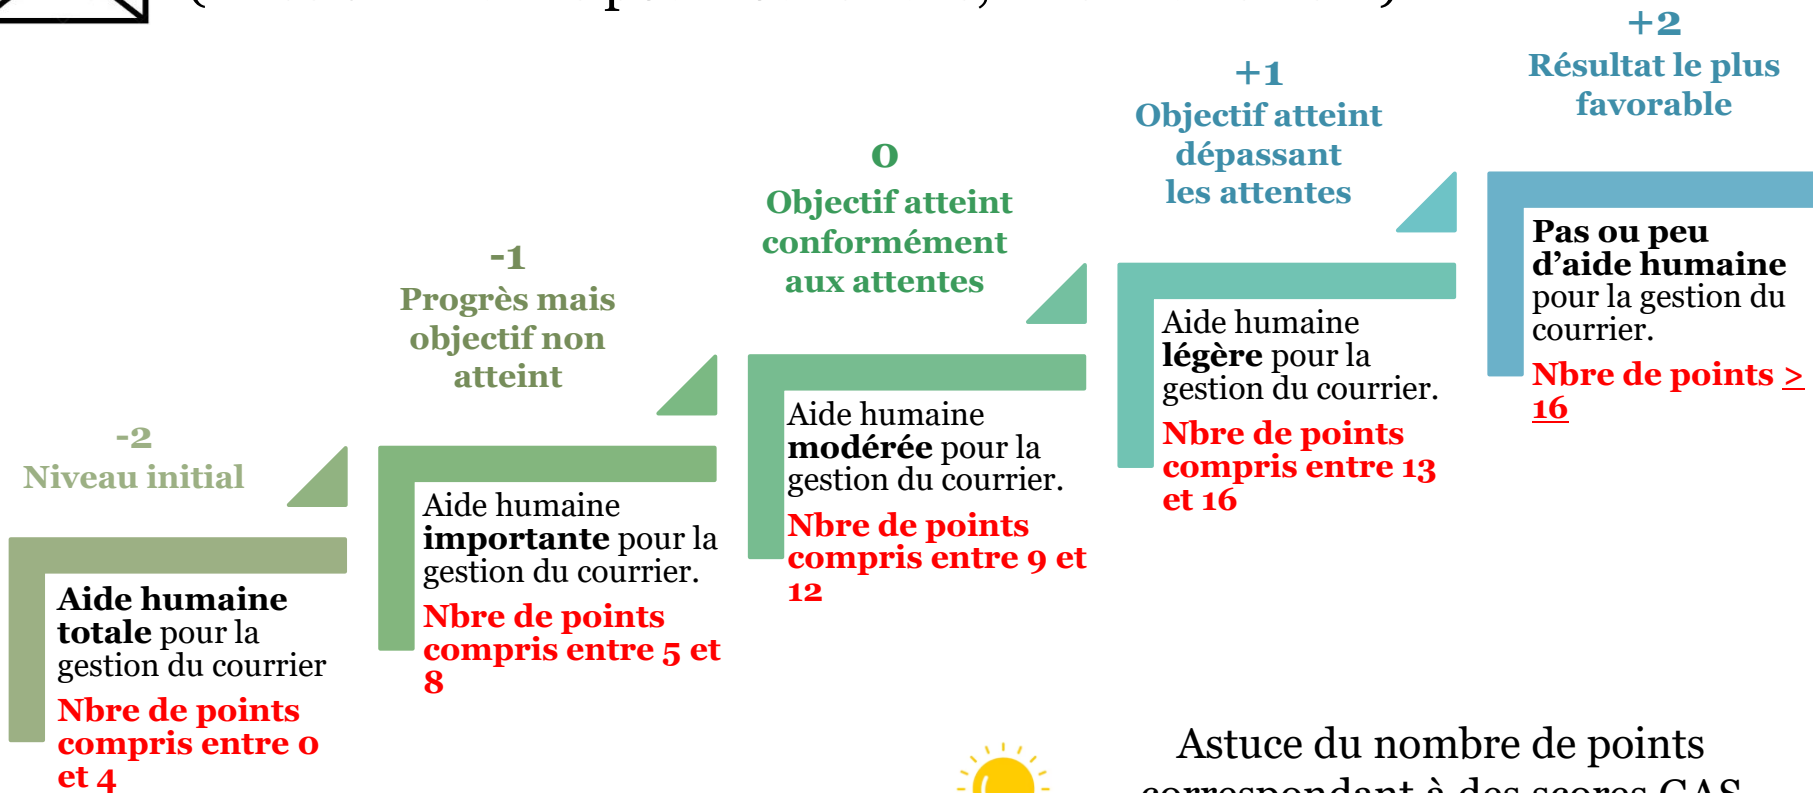 -2
Niveau initial
Aide humaine
totale pour la
gestion du courrier
Nbre de points
compris entre 0
et 4
-1
Progrès mais
objectif non
atteint
Aide humaine
importante pour la
gestion du courrier.
Nbre de points
compris entre 5 et
8
0
Objectif atteint
conformément
aux attentes
Aide humaine
modérée pour la
gestion du courrier.
Nbre de points
compris entre 9 et
12
+1
Objectif atteint
dépassant
les attentes
Aide humaine
légère pour la
gestion du courrier.
Nbre de points
compris entre 13
et 16
+2
Résultat le plus
favorable
Pas ou peu
d’aide humaine
pour la gestion du
courrier.
Nbre de points >
16
Astuce du nombre de points
correspondant à des scores GAS